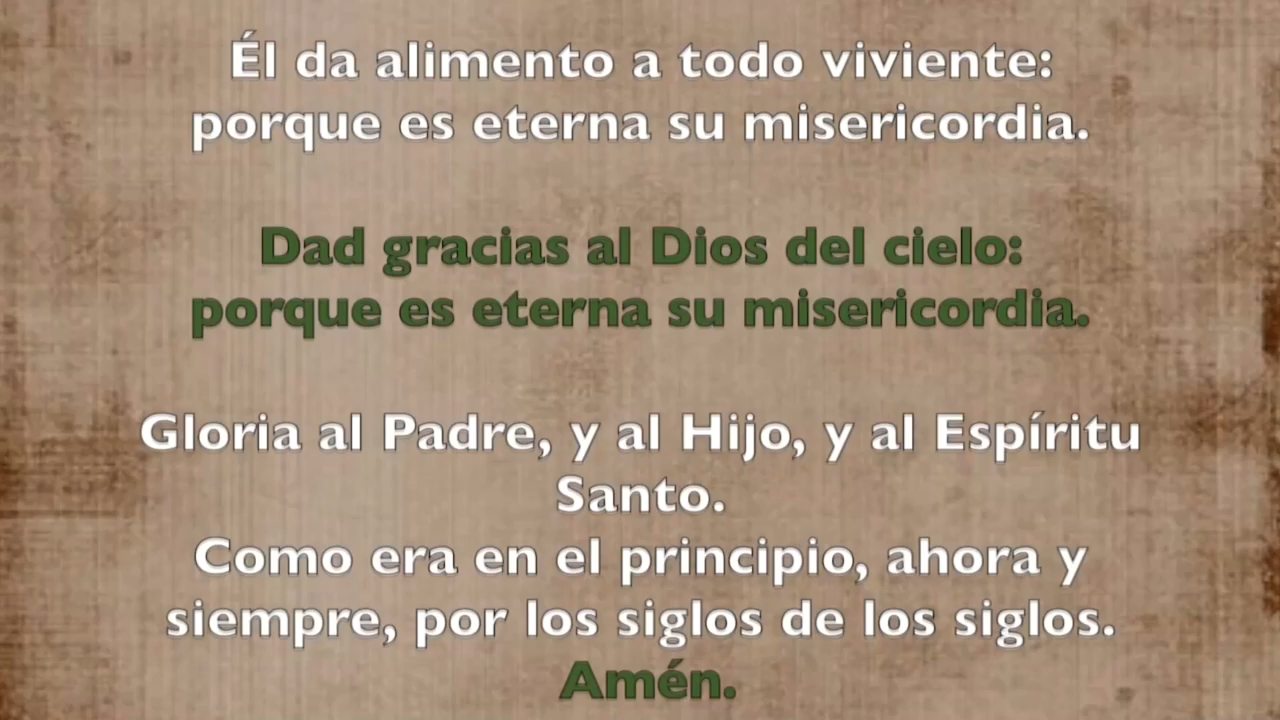 Él da alimento a todo viviente:
porque es eterna su misericordia.
Dad gracias al Dios del cielo:
porque es eterna su misericordia.
Gloria al Padre, y al Hijo, y al Espíritu
Santo.
Como era en el principio, ahora y
siempre, por los siglos de los siglos.
Amén.